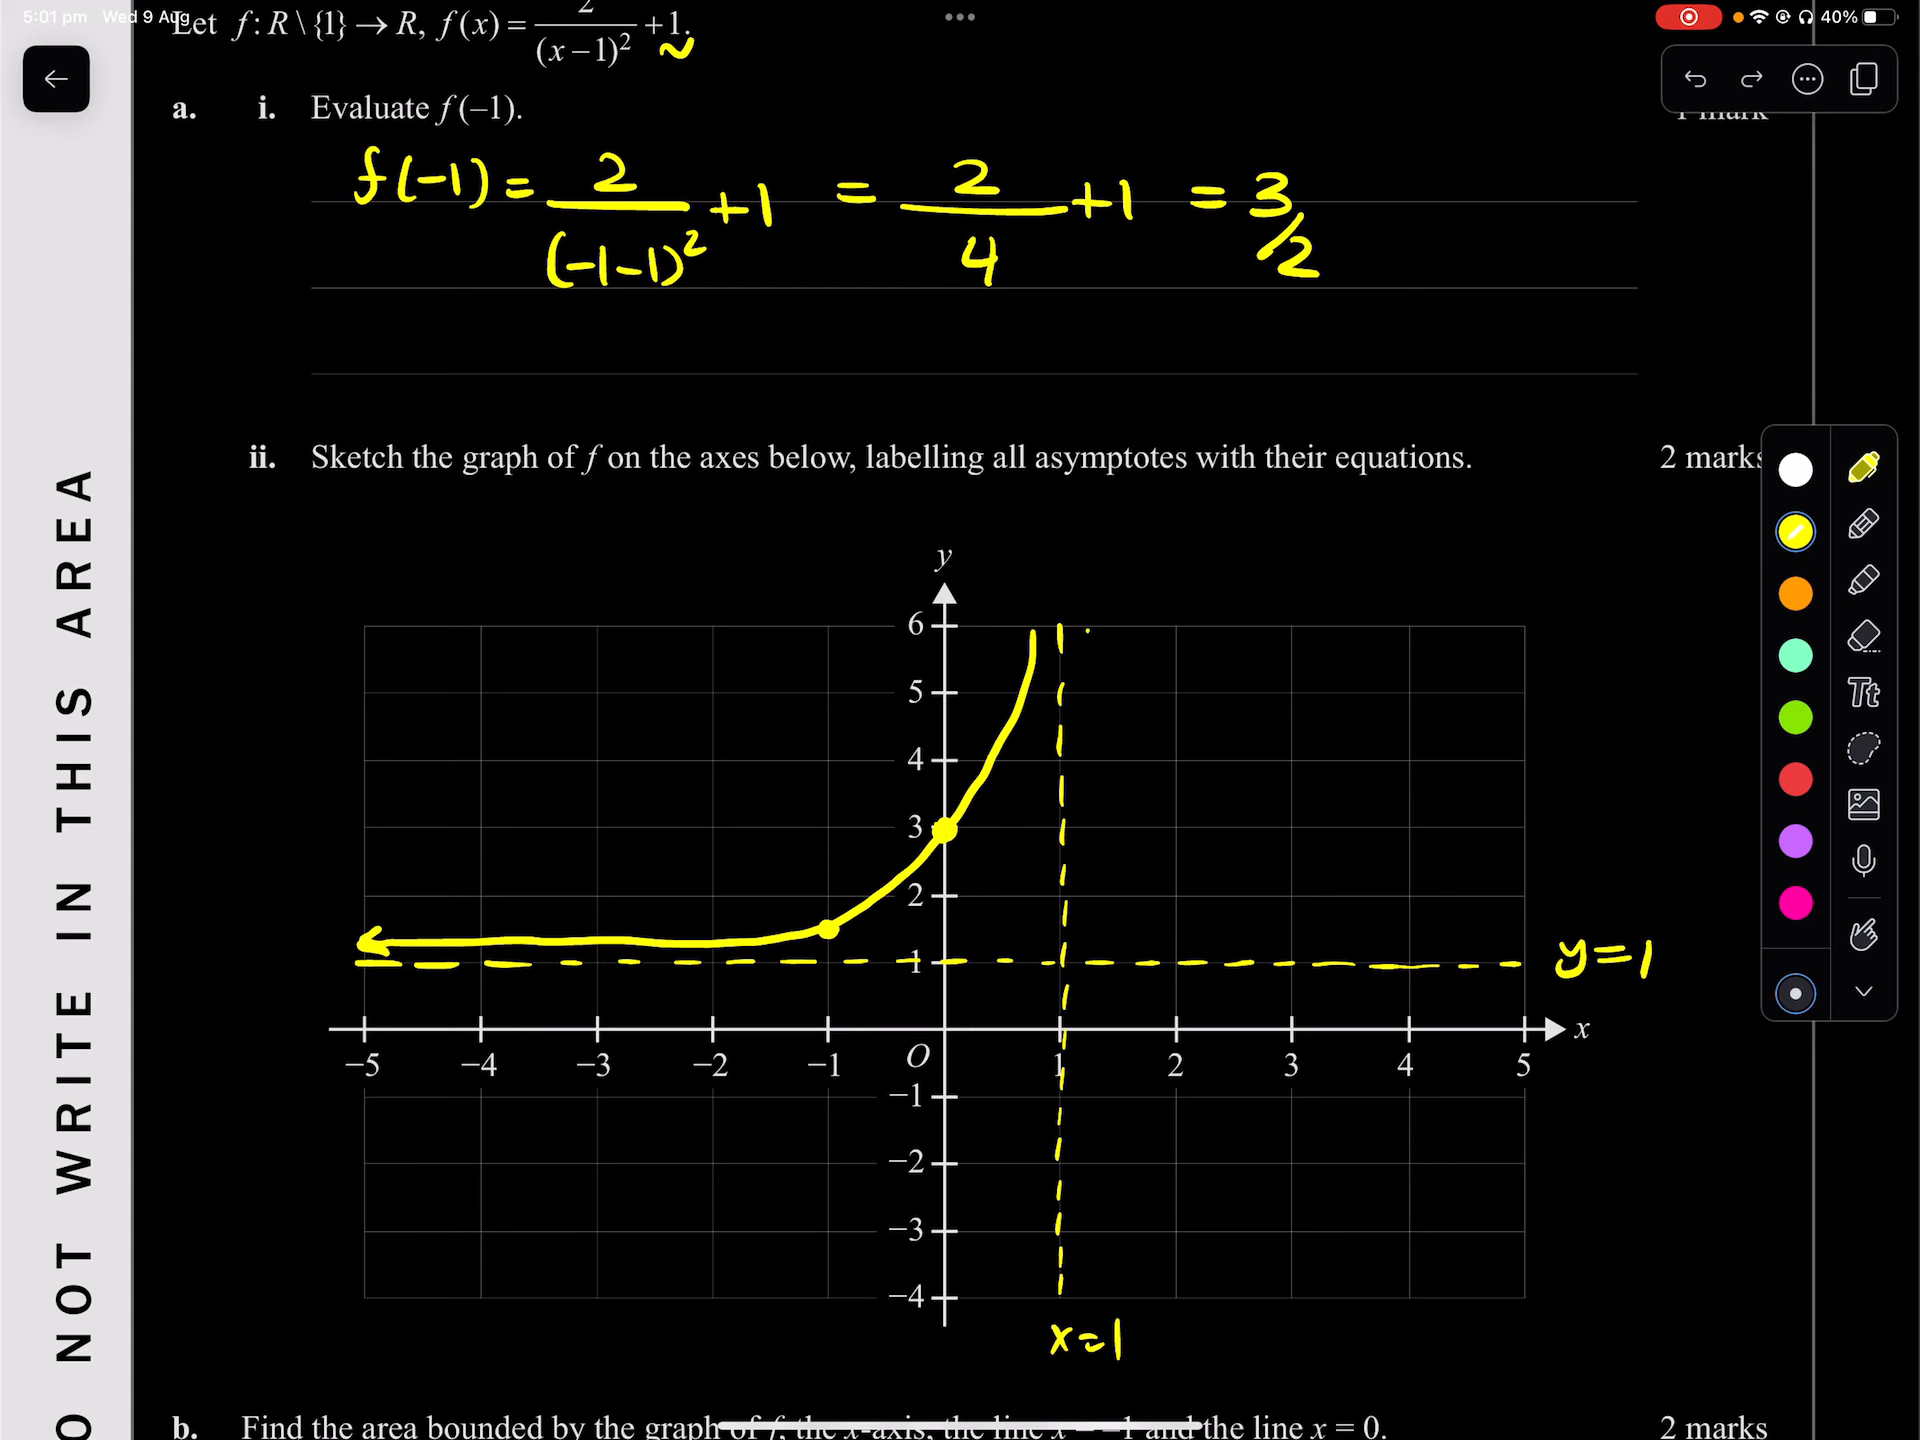 5:01 pm Wed 9 Aug
40%
Let f : R \ {1} → R, f(x) = 2/(x – 1)² + 1.
a. i. Evaluate f(–1).
1 mark
f(-1) = 2/(-1-1)² + 1 = 2/4 + 1 = 3/2
ii. Sketch the graph of f on the axes below, labelling all asymptotes with their equations.
2 marks
Tt
y
6
5
4
3
2
1
y=1
x
–5 –4 –3 –2 –1 O 1 2 3 4 5
–1
–2
–3
–4
x=1
b. Find the area bounded by the graph of f, the x-axis, the line x = –1 and the line x = 0.
2 marks
O NOT WRITE IN THIS AREA